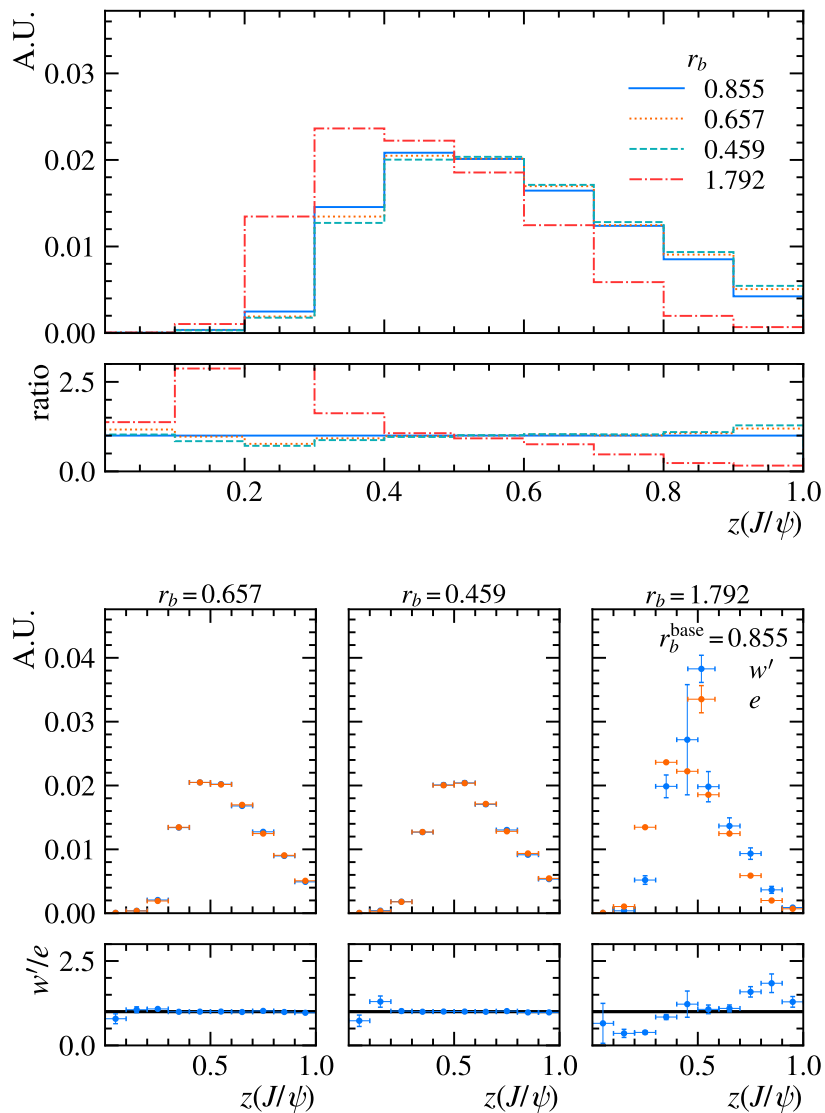 A.U.
0.03
0.02
0.01
0.00
r_b
0.855
0.657
0.459
1.792
ratio
2.5
0.0
0.2 0.4 0.6 0.8 1.0
z(J/ψ)
r_b = 0.657 r_b = 0.459 r_b = 1.792
A.U.
r_b^base = 0.855
w′
e
0.04
0.03
0.02
0.01
0.00
w′/e
2.5
0.0
0.5 1.0 0.5 1.0 0.5 1.0
z(J/ψ) z(J/ψ) z(J/ψ)